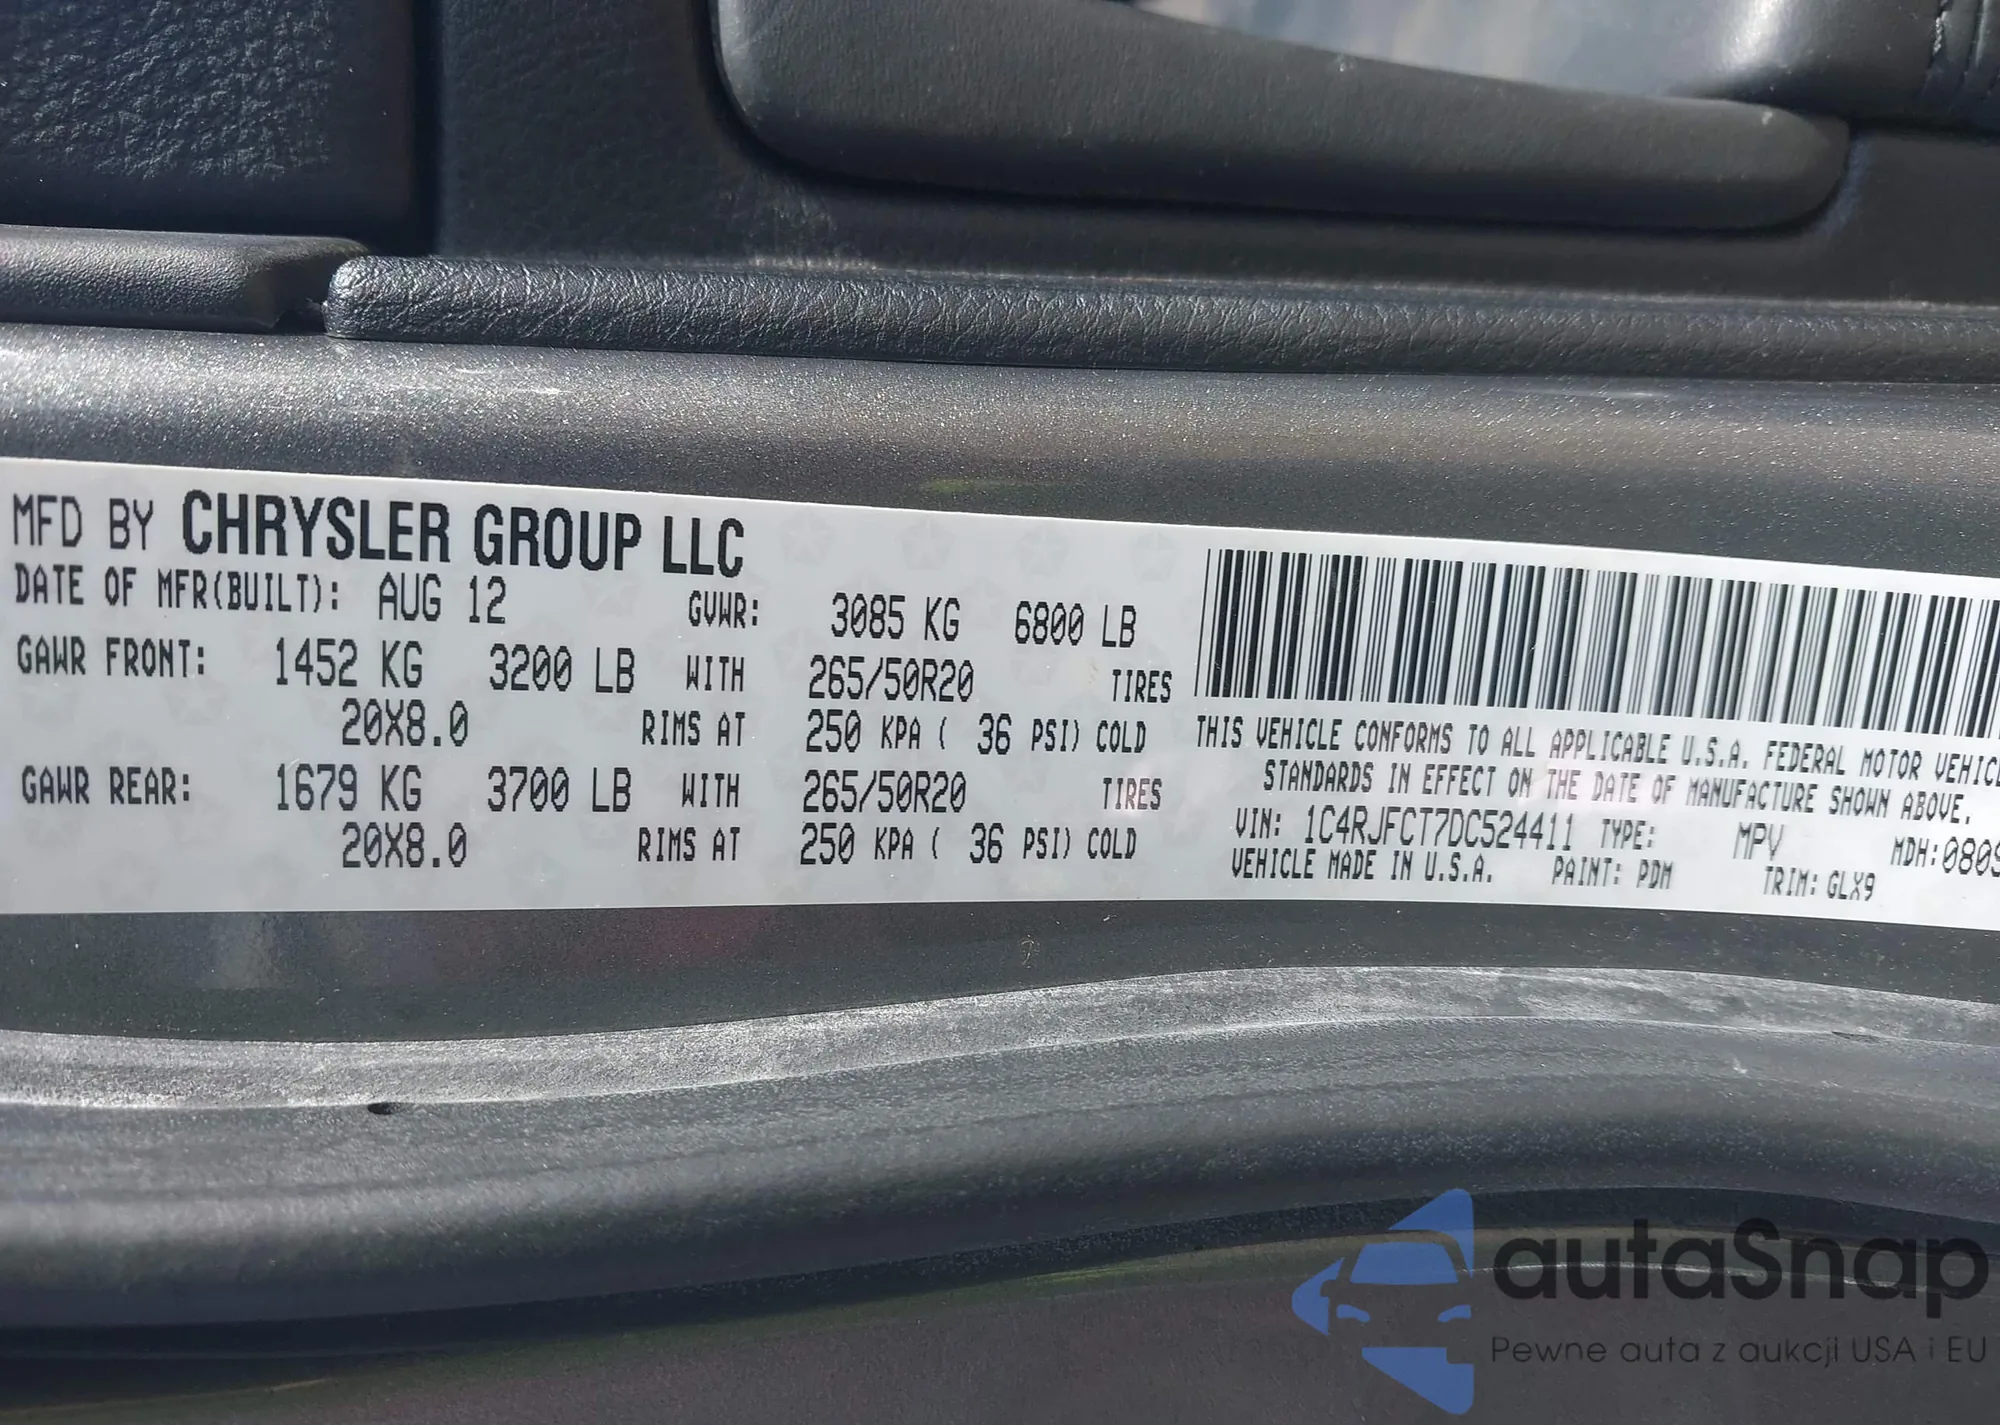 MFD BY CHRYSLER GROUP LLC
DATE OF MFR(BUILT): AUG 12 GVWR: 3085 KG 6800 LB
GAWR FRONT: 1452 KG 3200 LB WITH 265/50R20 TIRES
20X8.0 RIMS AT 250 KPA ( 36 PSI) COLD
GAWR REAR: 1679 KG 3700 LB WITH 265/50R20 TIRES
20X8.0 RIMS AT 250 KPA ( 36 PSI) COLD
THIS VEHICLE CONFORMS TO ALL APPLICABLE U.S.A. FEDERAL MOTOR VEHICL
STANDARDS IN EFFECT ON THE DATE OF MANUFACTURE SHOWN ABOVE.
VIN: 1C4RJFCT7DC524411 TYPE: MPV MDH:0809
VEHICLE MADE IN U.S.A. PAINT: PDM TRIM: GLX9
autaSnap
Pewne auta z aukcji USA i EU